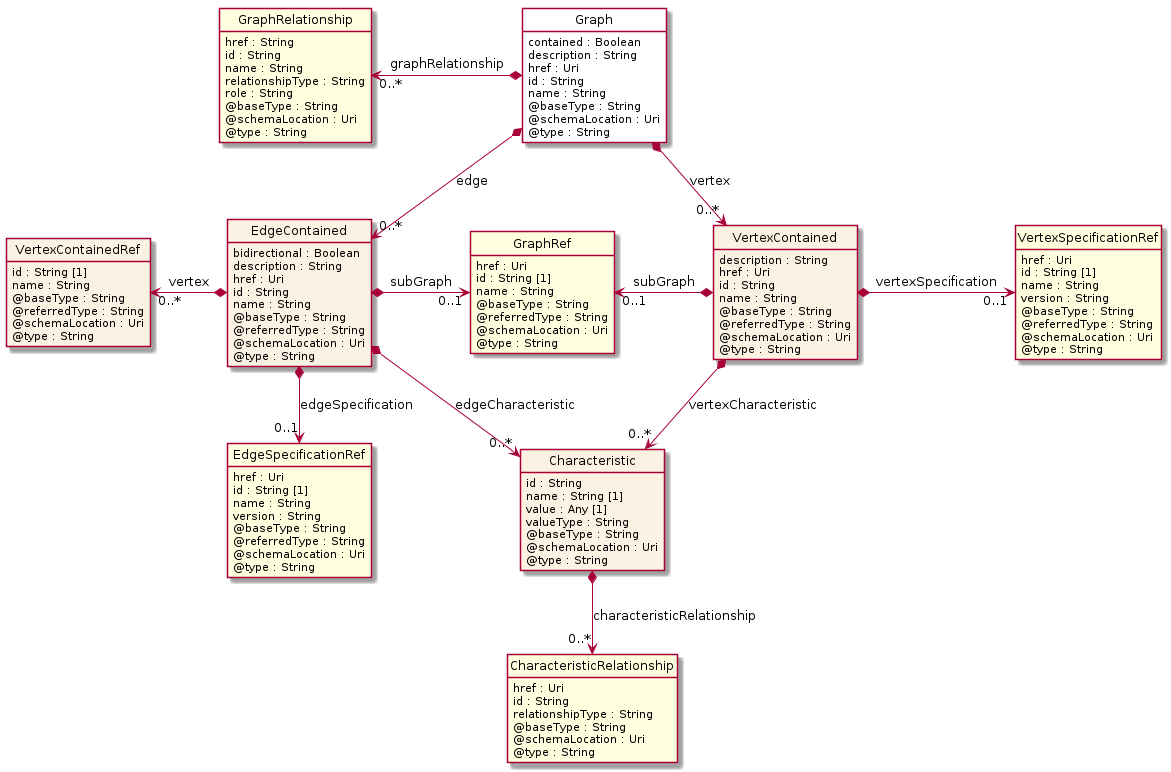 GraphRelationship
href : String
id : String
name : String
relationshipType : String
role : String
@baseType : String
@schemaLocation : Uri
@type : String
Graph
contained : Boolean
description : String
href : Uri
id : String
name : String
@baseType : String
@schemaLocation : Uri
@type : String
graphRelationship
0..*
edge
0..*
vertex
0..*
VertexContainedRef
id : String [1]
name : String
@baseType : String
@referredType : String
@schemaLocation : Uri
@type : String
vertex
0..*
EdgeContained
bidirectional : Boolean
description : String
href : Uri
id : String
name : String
@baseType : String
@referredType : String
@schemaLocation : Uri
@type : String
subGraph
0..1
GraphRef
href : Uri
id : String [1]
name : String
@baseType : String
@referredType : String
@schemaLocation : Uri
@type : String
subGraph
0..1
VertexContained
description : String
href : Uri
id : String
name : String
@baseType : String
@referredType : String
@schemaLocation : Uri
@type : String
vertexSpecification
0..1
VertexSpecificationRef
href : Uri
id : String [1]
name : String
version : String
@baseType : String
@referredType : String
@schemaLocation : Uri
@type : String
edgeSpecification
0..1
edgeCharacteristic
0..*
vertexCharacteristic
0..*
EdgeSpecificationRef
href : Uri
id : String [1]
name : String
version : String
@baseType : String
@referredType : String
@schemaLocation : Uri
@type : String
Characteristic
id : String
name : String [1]
value : Any [1]
valueType : String
@baseType : String
@schemaLocation : Uri
@type : String
characteristicRelationship
0..*
CharacteristicRelationship
href : Uri
id : String
relationshipType : String
@baseType : String
@schemaLocation : Uri
@type : String